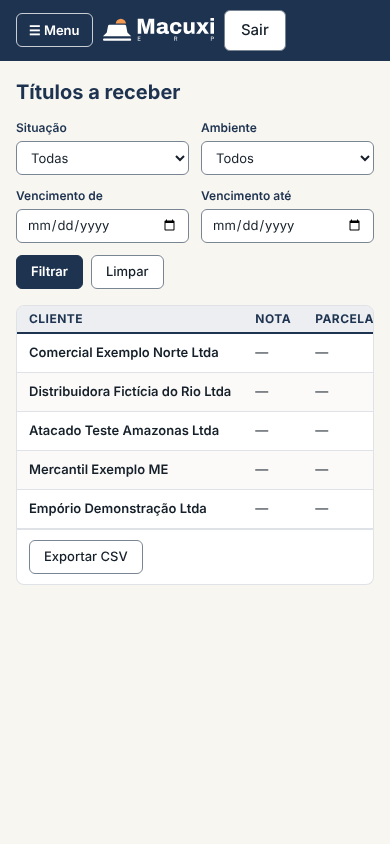 ☰ Menu
Macuxi
E R P
Sair
Títulos a receber
Situação
Ambiente
Todas
Todos
Vencimento de
Vencimento até
mm/dd/yyyy
mm/dd/yyyy
Filtrar
Limpar
CLIENTE NOTA PARCELA
Comercial Exemplo Norte Ltda — —
Distribuidora Fictícia do Rio Ltda — —
Atacado Teste Amazonas Ltda — —
Mercantil Exemplo ME — —
Empório Demonstração Ltda — —
Exportar CSV